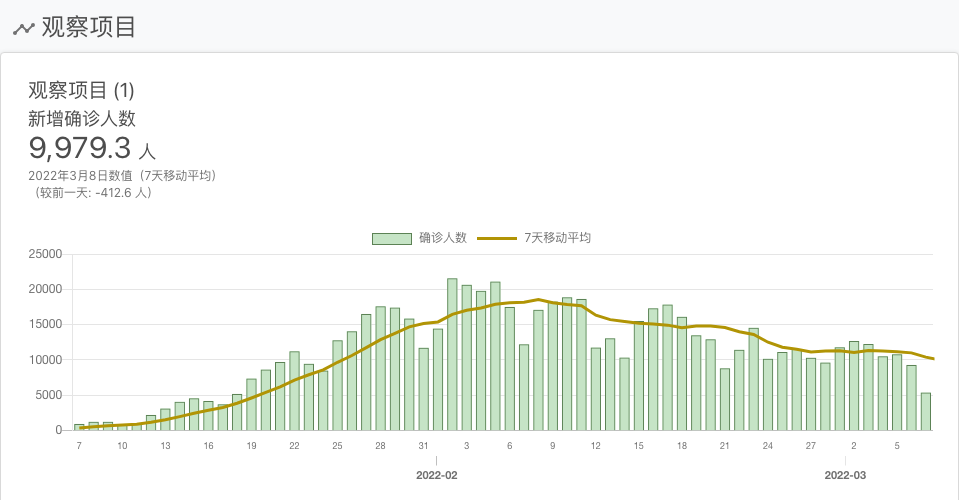 观察项目
观察项目 (1)
新增确诊人数
9,979.3 人
2022年3月8日数值（7天移动平均）
（较前一天: -412.6 人）
确诊人数 7天移动平均
25000
20000
15000
10000
5000
0
7 10 13 16 19 22 25 28 31 3 6 9 12 15 18 21 24 27 2 5
2022-02 2022-03